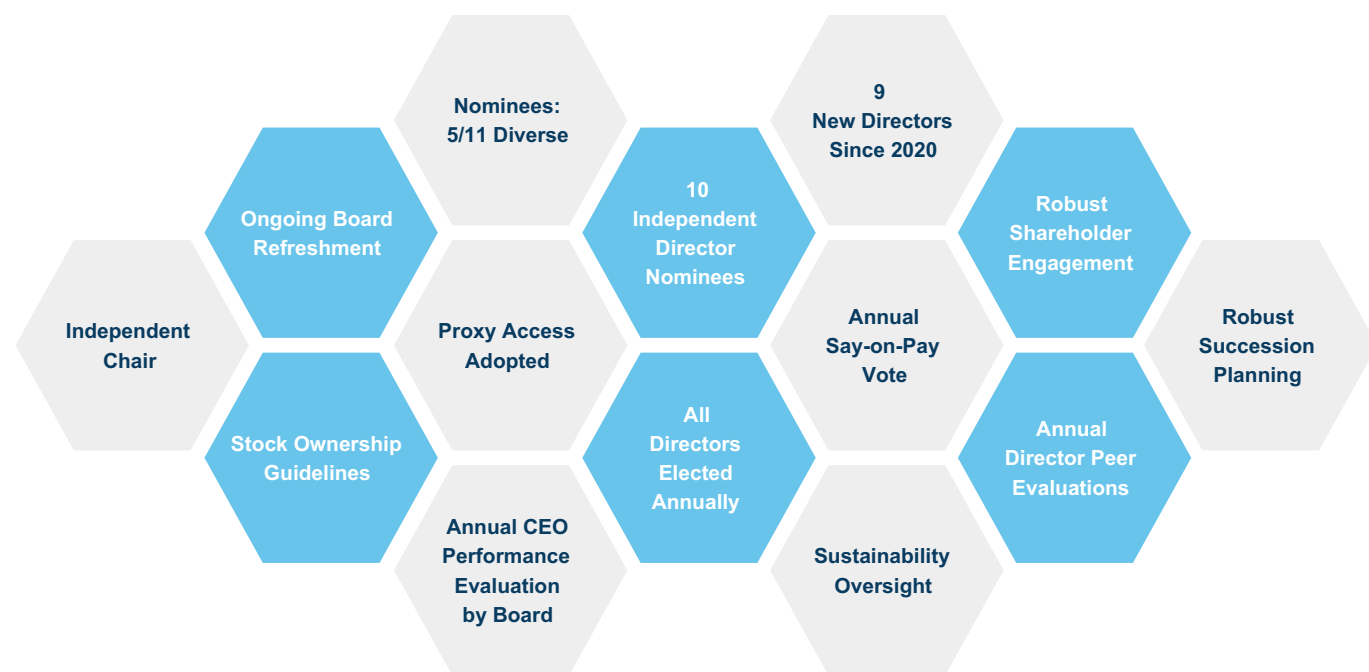 Nominees:
5/11 Diverse
9
New Directors
Since 2020
Ongoing Board
Refreshment
10
Independent
Director
Nominees
Robust
Shareholder
Engagement
Independent
Chair
Proxy Access
Adopted
Annual
Say-on-Pay
Vote
Robust
Succession
Planning
Stock Ownership
Guidelines
All
Directors
Elected
Annually
Annual
Director Peer
Evaluations
Annual CEO
Performance
Evaluation
by Board
Sustainability
Oversight